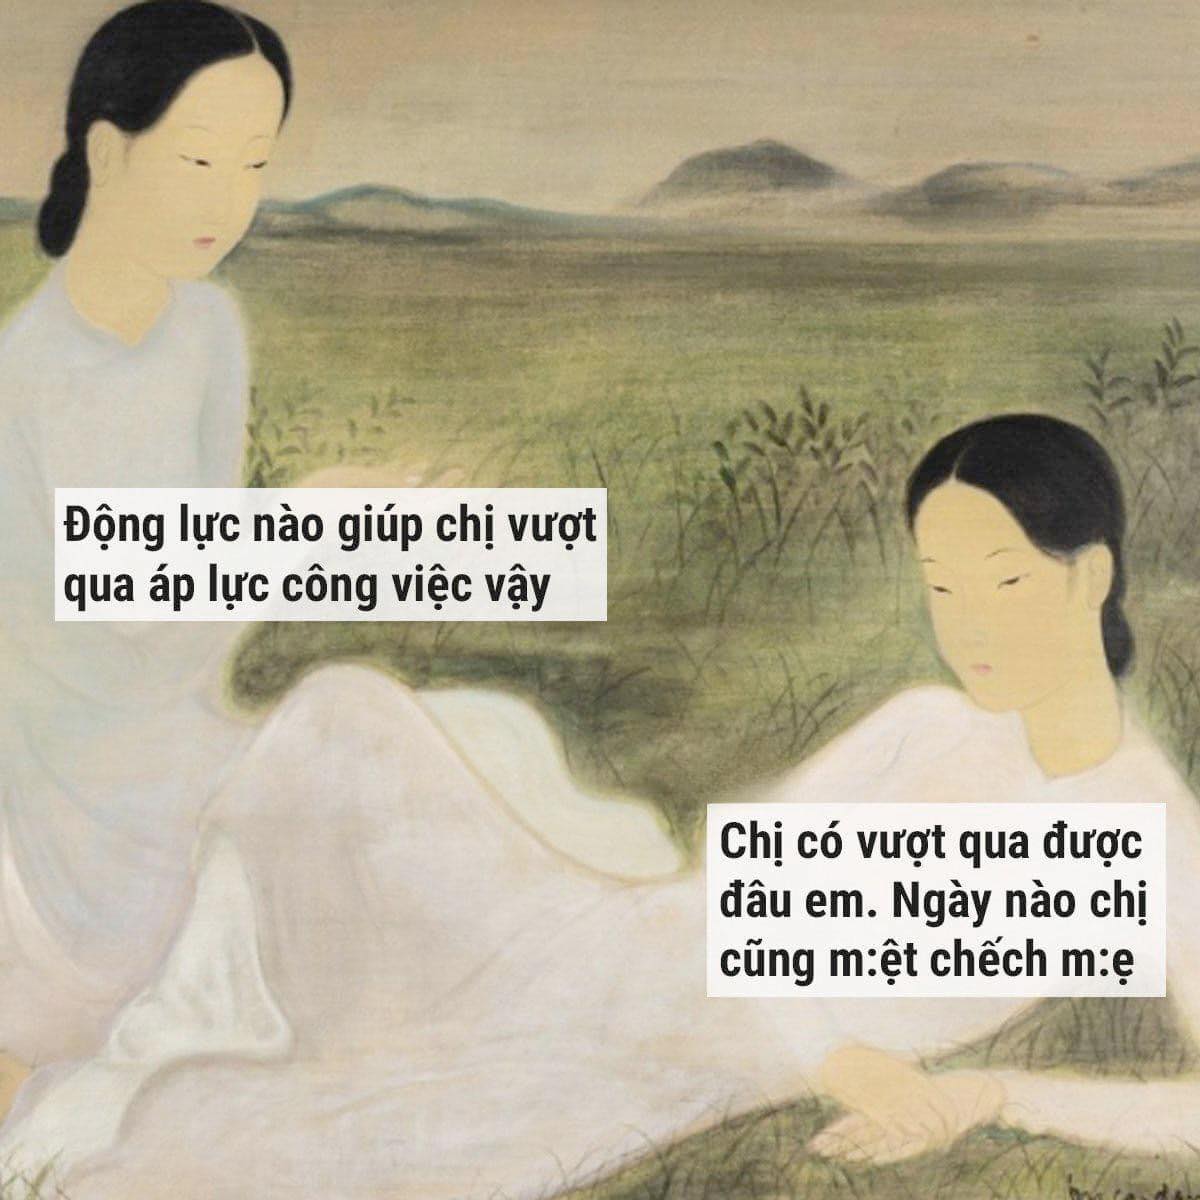 Động lực nào giúp chị vượt
qua áp lực công việc vậy
Chị có vượt qua được
đâu em. Ngày nào chị
cũng m:ệt chếch m:ẹ